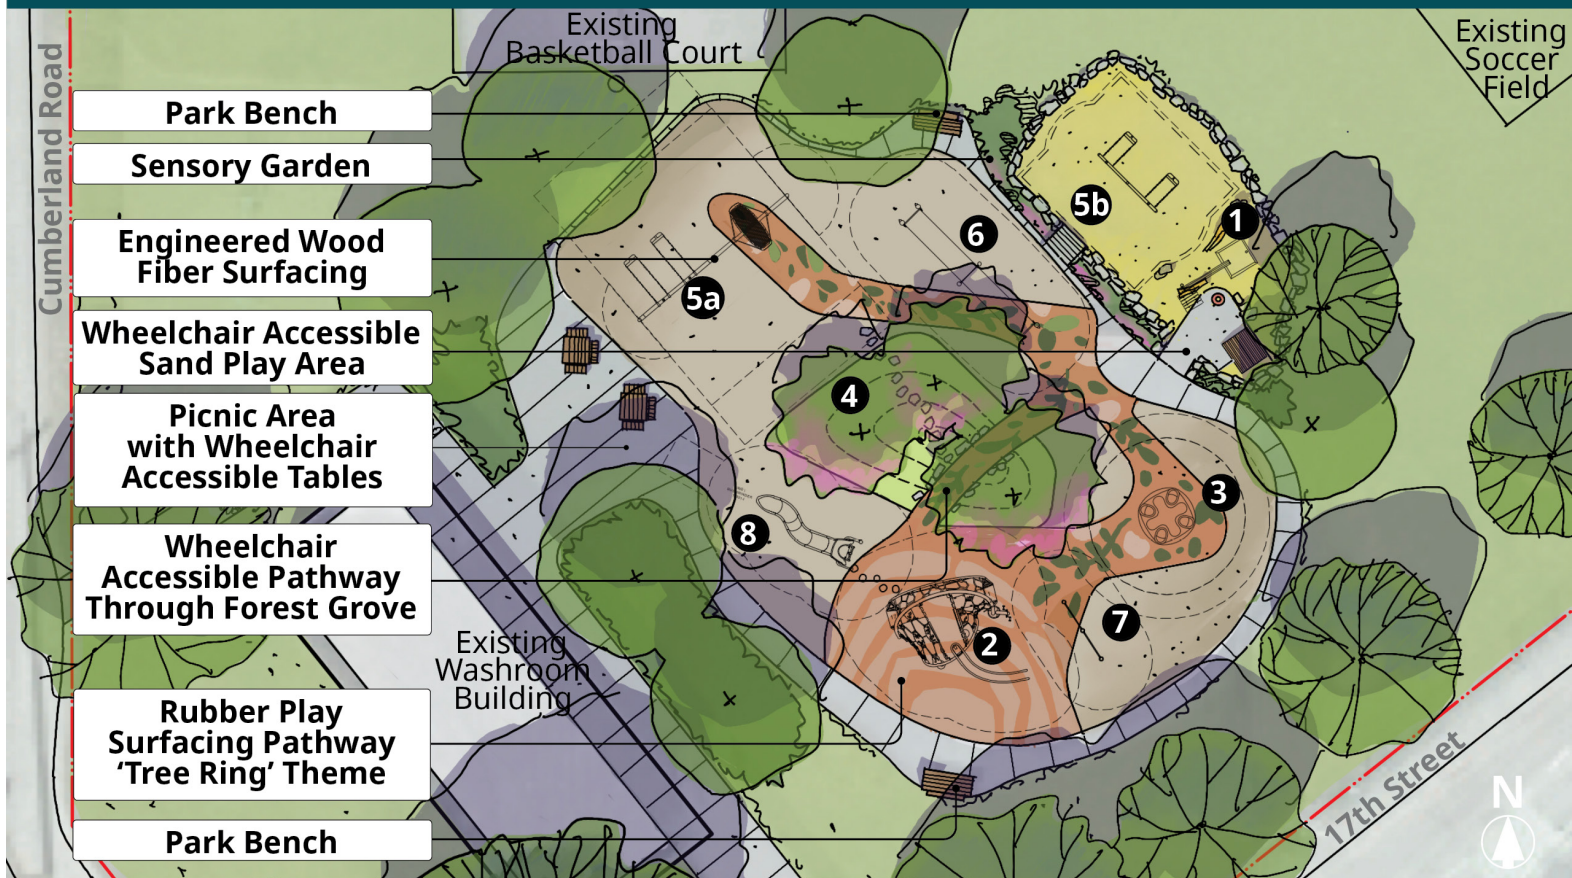 Existing
Basketball Court
Existing
Soccer
Field
Cumberland Road
Park Bench
Sensory Garden
Engineered Wood
Fiber Surfacing
Wheelchair Accessible
Sand Play Area
Picnic Area
with Wheelchair
Accessible Tables
Wheelchair
Accessible Pathway
Through Forest Grove
Rubber Play
Surfacing Pathway
‘Tree Ring’ Theme
Park Bench
5b
1
6
5a
4
3
8
7
2
Existing
Washroom
Building
17th Street
N